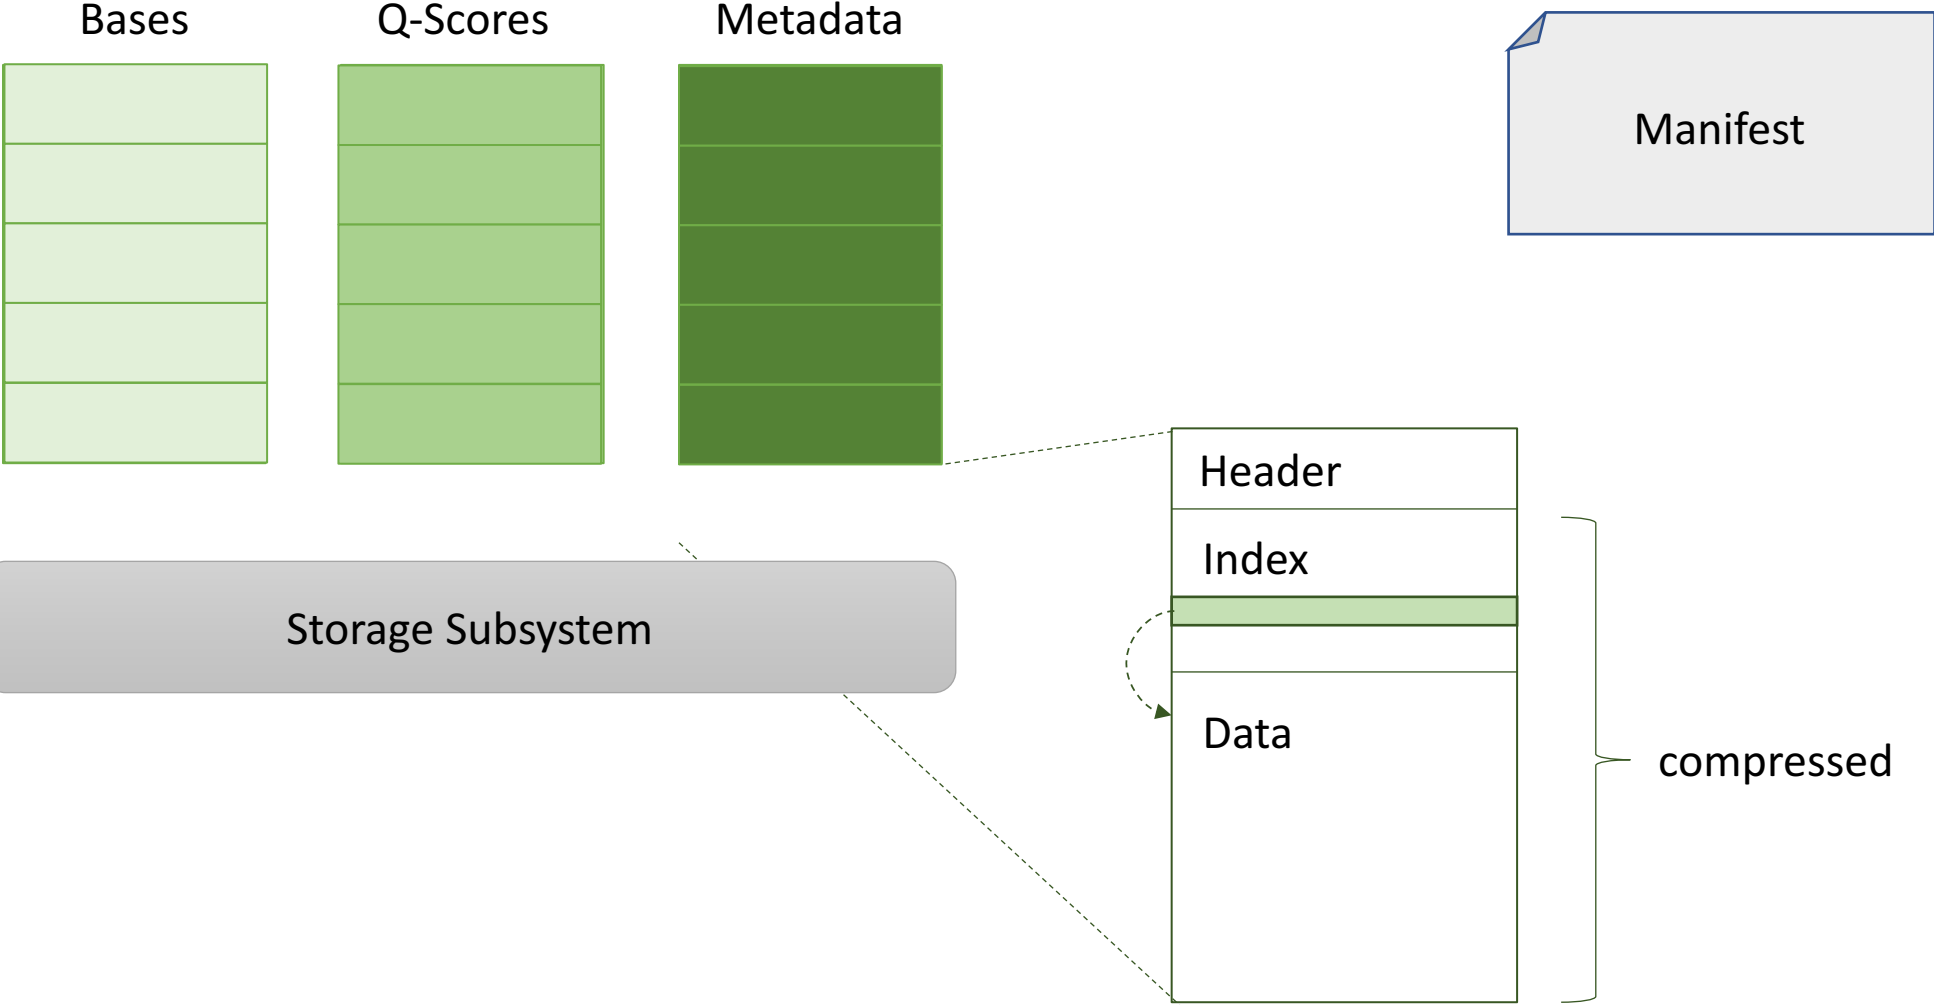 Bases
Q-Scores
Metadata
Manifest
Header
Index
Storage Subsystem
Data
compressed